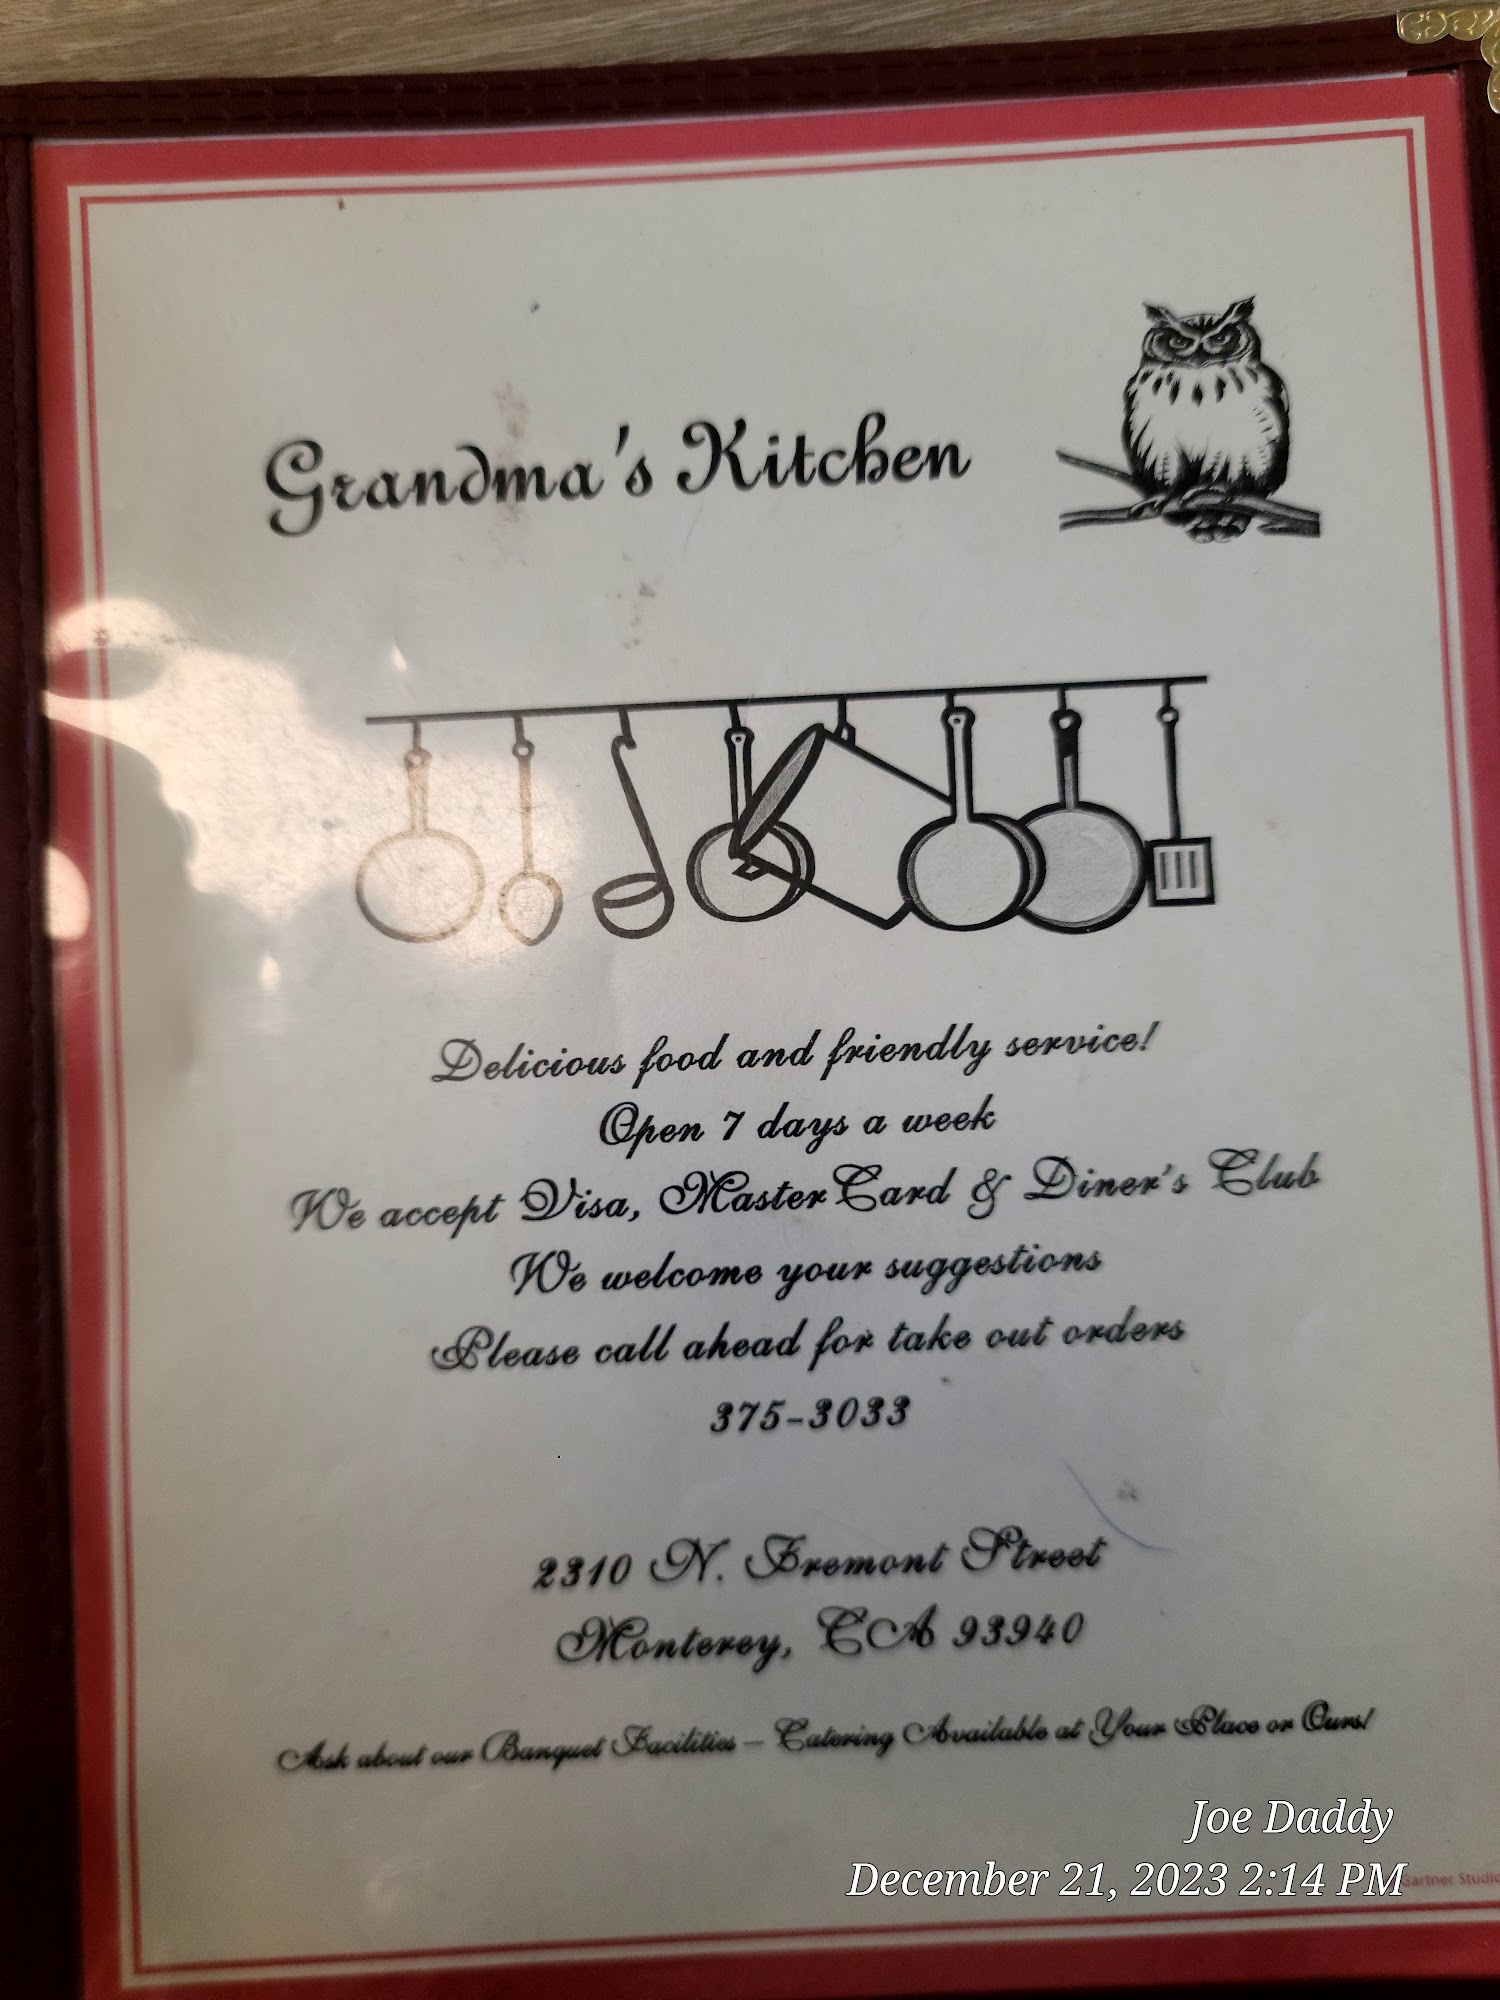 Grandma's Kitchen
Delicious food and friendly service!
Open 7 days a week
We accept Visa, MasterCard & Diner's Club
We welcome your suggestions
Please call ahead for take out orders
375-3033
2310 N. Fremont Street
Monterey, CA 93940
Ask about our Banquet Facilities – Catering Available at Your Place or Ours!
Joe Daddy
December 21, 2023 2:14 PM
Gartner Studio